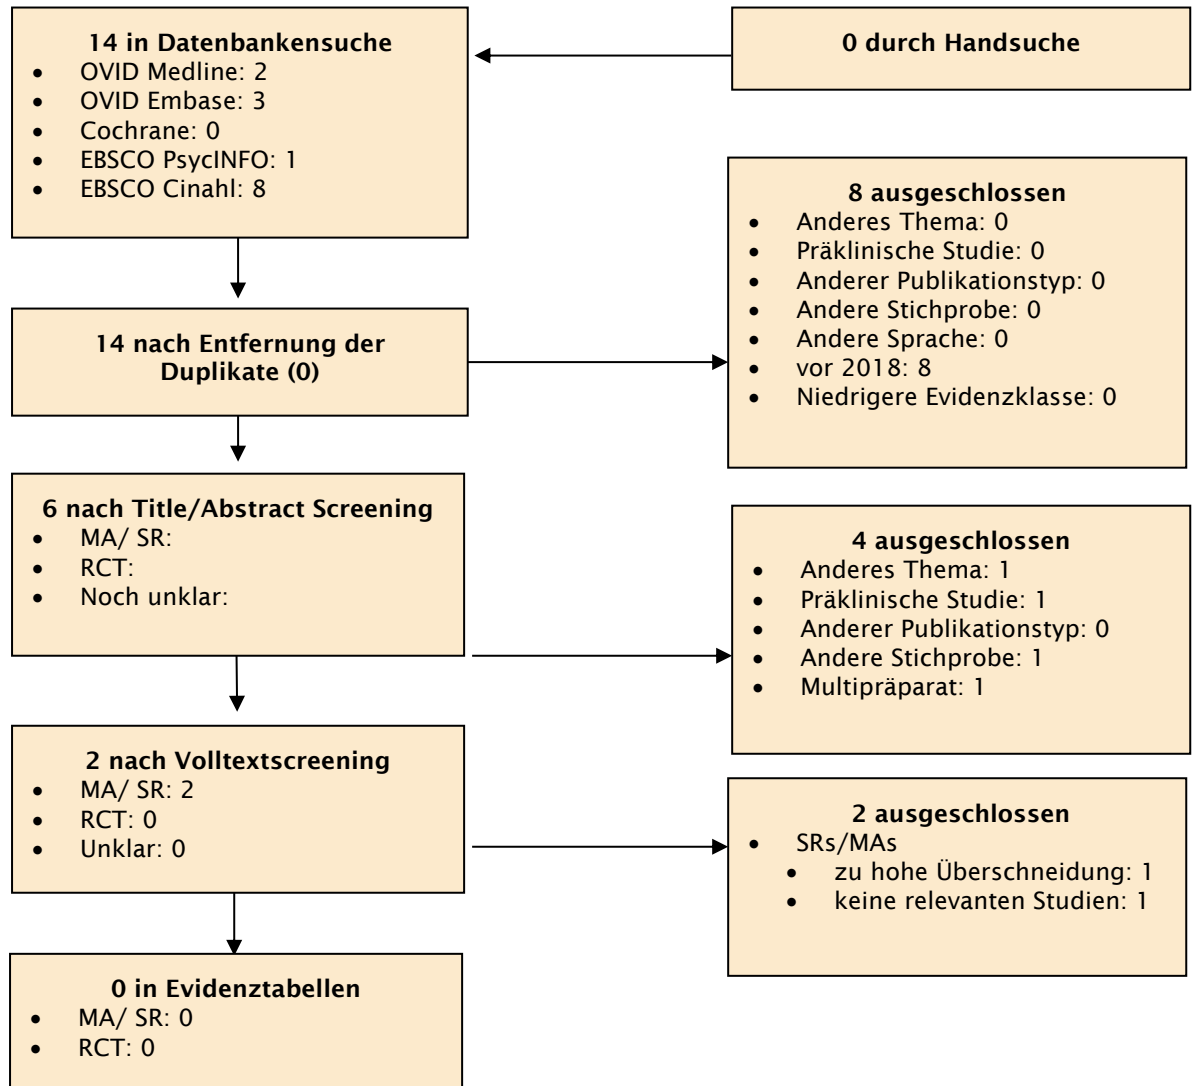 14 in Datenbankensuche
• OVID Medline: 2
• OVID Embase: 3
• Cochrane: 0
• EBSCO PsycINFO: 1
• EBSCO Cinahl: 8
0 durch Handsuche
14 nach Entfernung der
Duplikate (0)
8 ausgeschlossen
• Anderes Thema: 0
• Präklinische Studie: 0
• Anderer Publikationstyp: 0
• Andere Stichprobe: 0
• Andere Sprache: 0
• vor 2018: 8
• Niedrigere Evidenzklasse: 0
6 nach Title/Abstract Screening
• MA/ SR:
• RCT:
• Noch unklar:
4 ausgeschlossen
• Anderes Thema: 1
• Präklinische Studie: 1
• Anderer Publikationstyp: 0
• Andere Stichprobe: 1
• Multipräparat: 1
2 nach Volltextscreening
• MA/ SR: 2
• RCT: 0
• Unklar: 0
2 ausgeschlossen
• SRs/MAs
• zu hohe Überschneidung: 1
• keine relevanten Studien: 1
0 in Evidenztabellen
• MA/ SR: 0
• RCT: 0